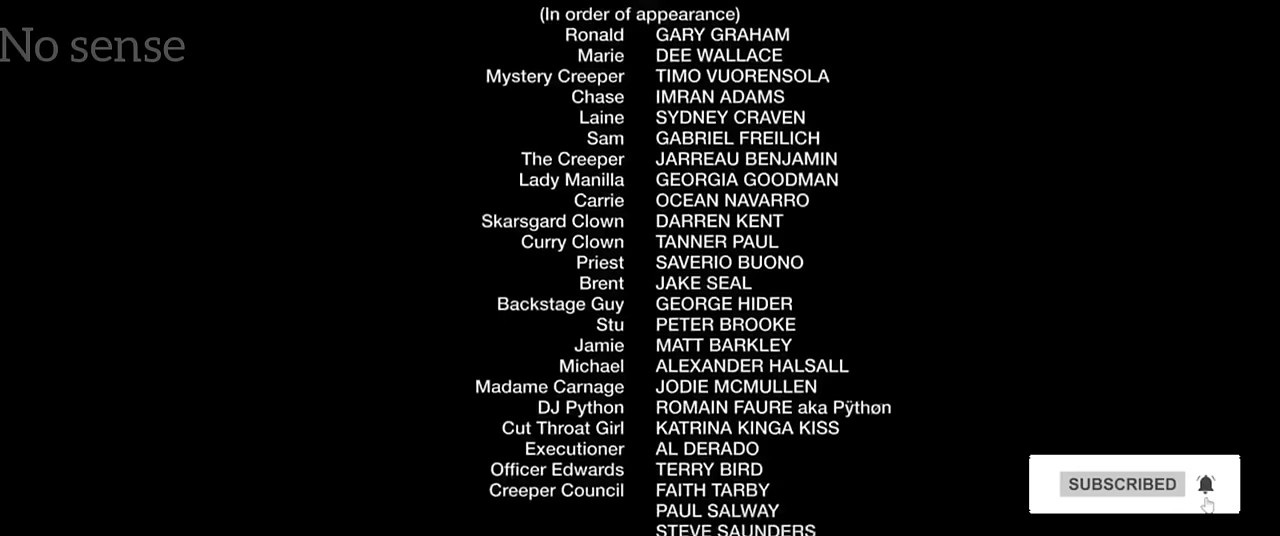 (In order of appearance)
No sense
Ronald GARY GRAHAM
Marie DEE WALLACE
Mystery Creeper TIMO VUORENSOLA
Chase IMRAN ADAMS
Laine SYDNEY CRAVEN
Sam GABRIEL FREILICH
The Creeper JARREAU BENJAMIN
Lady Manilla GEORGIA GOODMAN
Carrie OCEAN NAVARRO
Skarsgard Clown DARREN KENT
Curry Clown TANNER PAUL
Priest SAVERIO BUONO
Brent JAKE SEAL
Backstage Guy GEORGE HIDER
Stu PETER BROOKE
Jamie MATT BARKLEY
Michael ALEXANDER HALSALL
Madame Carnage JODIE MCMULLEN
DJ Python ROMAIN FAURE aka Pÿthøn
Cut Throat Girl KATRINA KINGA KISS
Executioner AL DERADO
Officer Edwards TERRY BIRD
Creeper Council FAITH TARBY
PAUL SALWAY
STEVE SAUNDERS
SUBSCRIBED